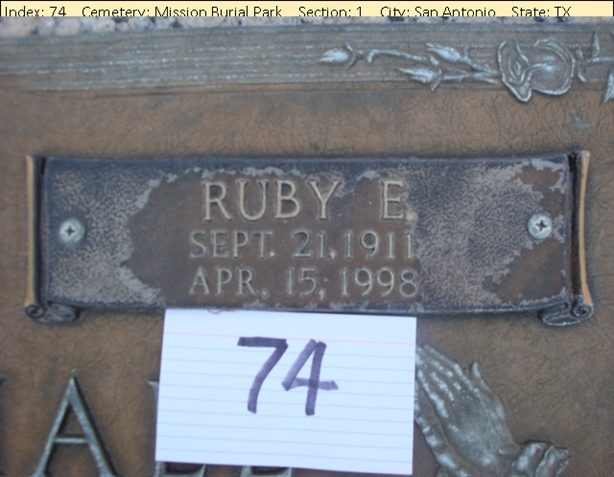 Index: 74 Cemetery: Mission Burial Park Section: 1 City: San Antonio State: TX
RUBY E.
SEPT. 21, 1911
APR. 15, 1998
74